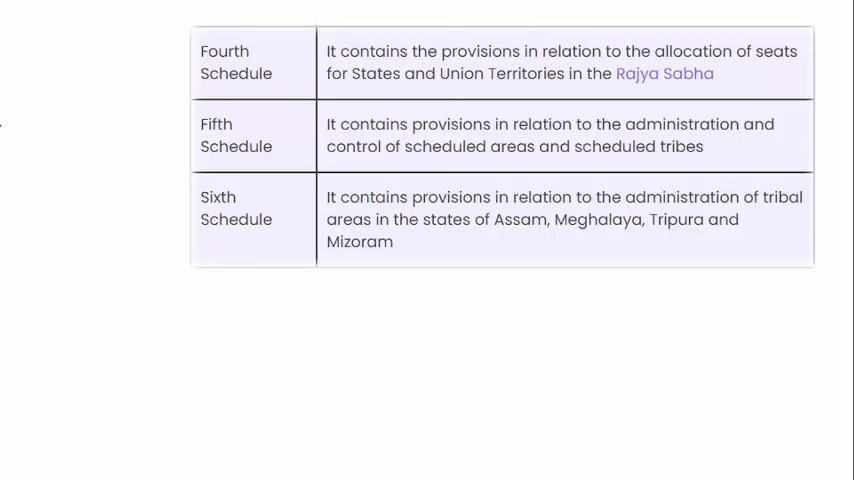 Fourth
Schedule
It contains the provisions in relation to the allocation of seats
for States and Union Territories in the Rajya Sabha
Fifth
Schedule
It contains provisions in relation to the administration and
control of scheduled areas and scheduled tribes
Sixth
Schedule
It contains provisions in relation to the administration of tribal
areas in the states of Assam, Meghalaya, Tripura and
Mizoram